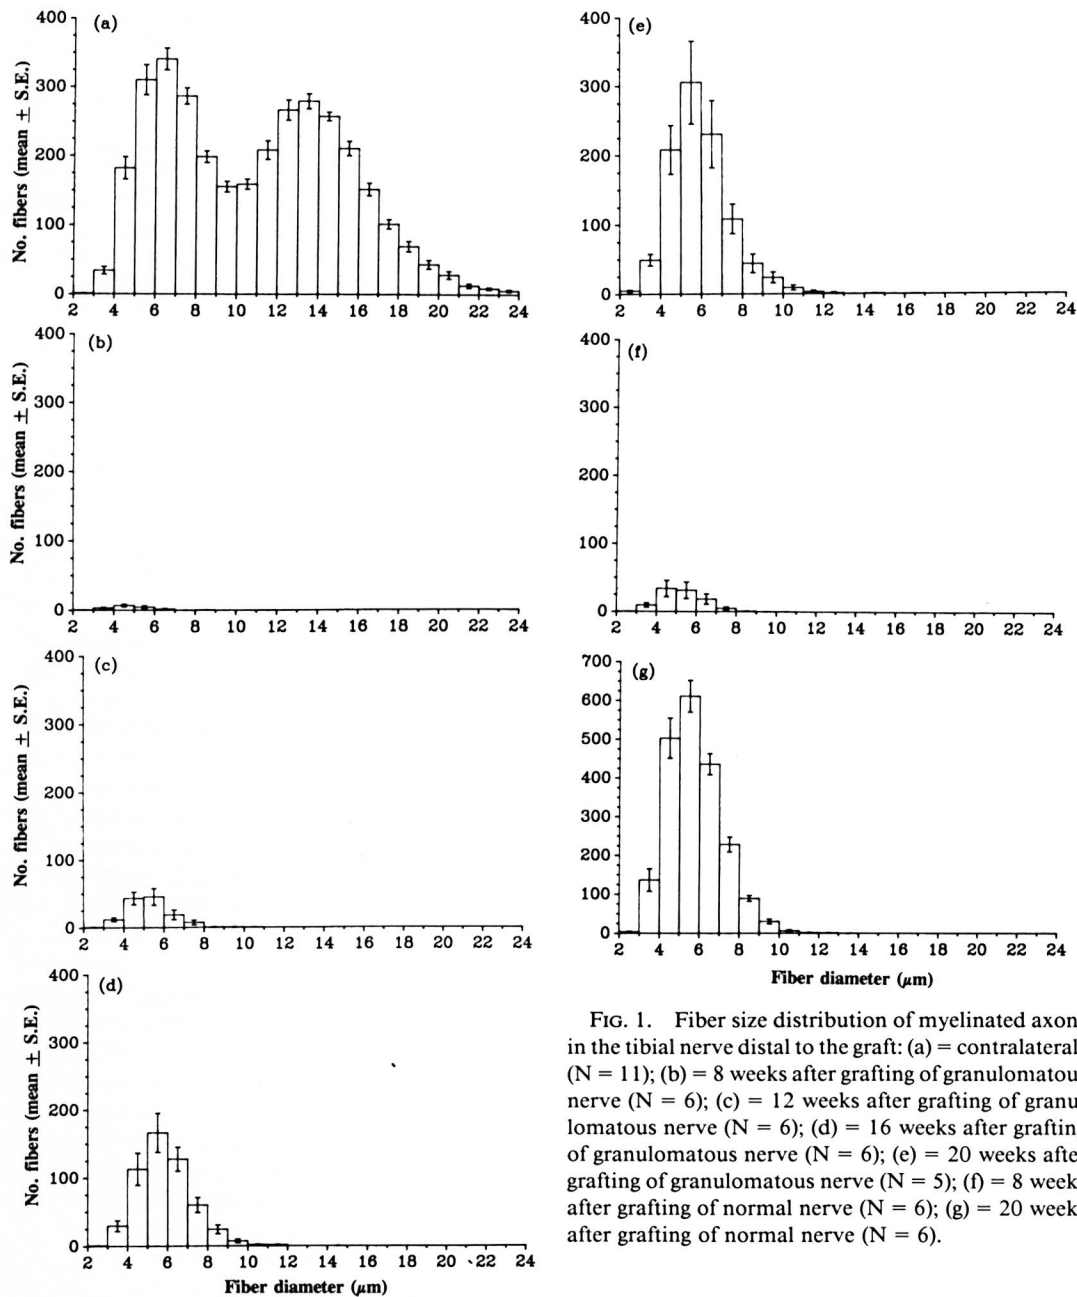 (a)
No. fibers (mean ± S.E.)
400
300
200
100
0
2 4 6 8 10 12 14 16 18 20 22 24
(e)
400
300
200
100
0
2 4 6 8 10 12 14 16 18 20 22 24
(b)
No. fibers (mean ± S.E.)
400
300
200
100
0
2 4 6 8 10 12 14 16 18 20 22 24
(f)
400
300
200
100
0
2 4 6 8 10 12 14 16 18 20 22 24
(c)
No. fibers (mean ± S.E.)
400
300
200
100
0
2 4 6 8 10 12 14 16 18 20 22 24
(g)
700
600
500
400
300
200
100
0
2 4 6 8 10 12 14 16 18 20 22 24
Fiber diameter (μm)
(d)
No. fibers (mean ± S.E.)
400
300
200
100
0
2 4 6 8 10 12 14 16 18 20 22 24
Fiber diameter (μm)
FIG. 1. Fiber size distribution of myelinated axon
in the tibial nerve distal to the graft: (a) = contralateral
(N = 11); (b) = 8 weeks after grafting of granulomatou
nerve (N = 6); (c) = 12 weeks after grafting of granu
lomatous nerve (N = 6); (d) = 16 weeks after graftin
of granulomatous nerve (N = 6); (e) = 20 weeks afte
grafting of granulomatous nerve (N = 5); (f) = 8 week
after grafting of normal nerve (N = 6); (g) = 20 week
after grafting of normal nerve (N = 6).